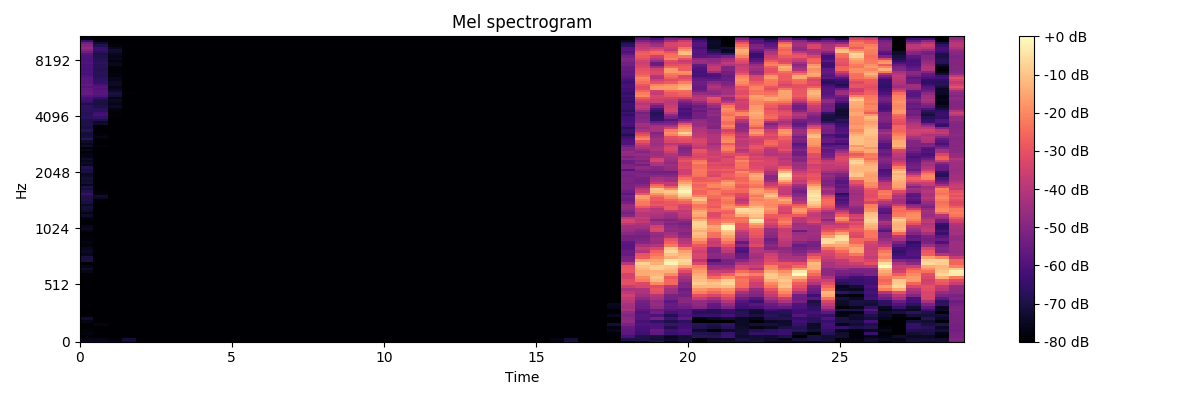 Mel spectrogram
Hz
8192
4096
2048
1024
512
0
0 5 10 15 20 25
Time
+0 dB
-10 dB
-20 dB
-30 dB
-40 dB
-50 dB
-60 dB
-70 dB
-80 dB